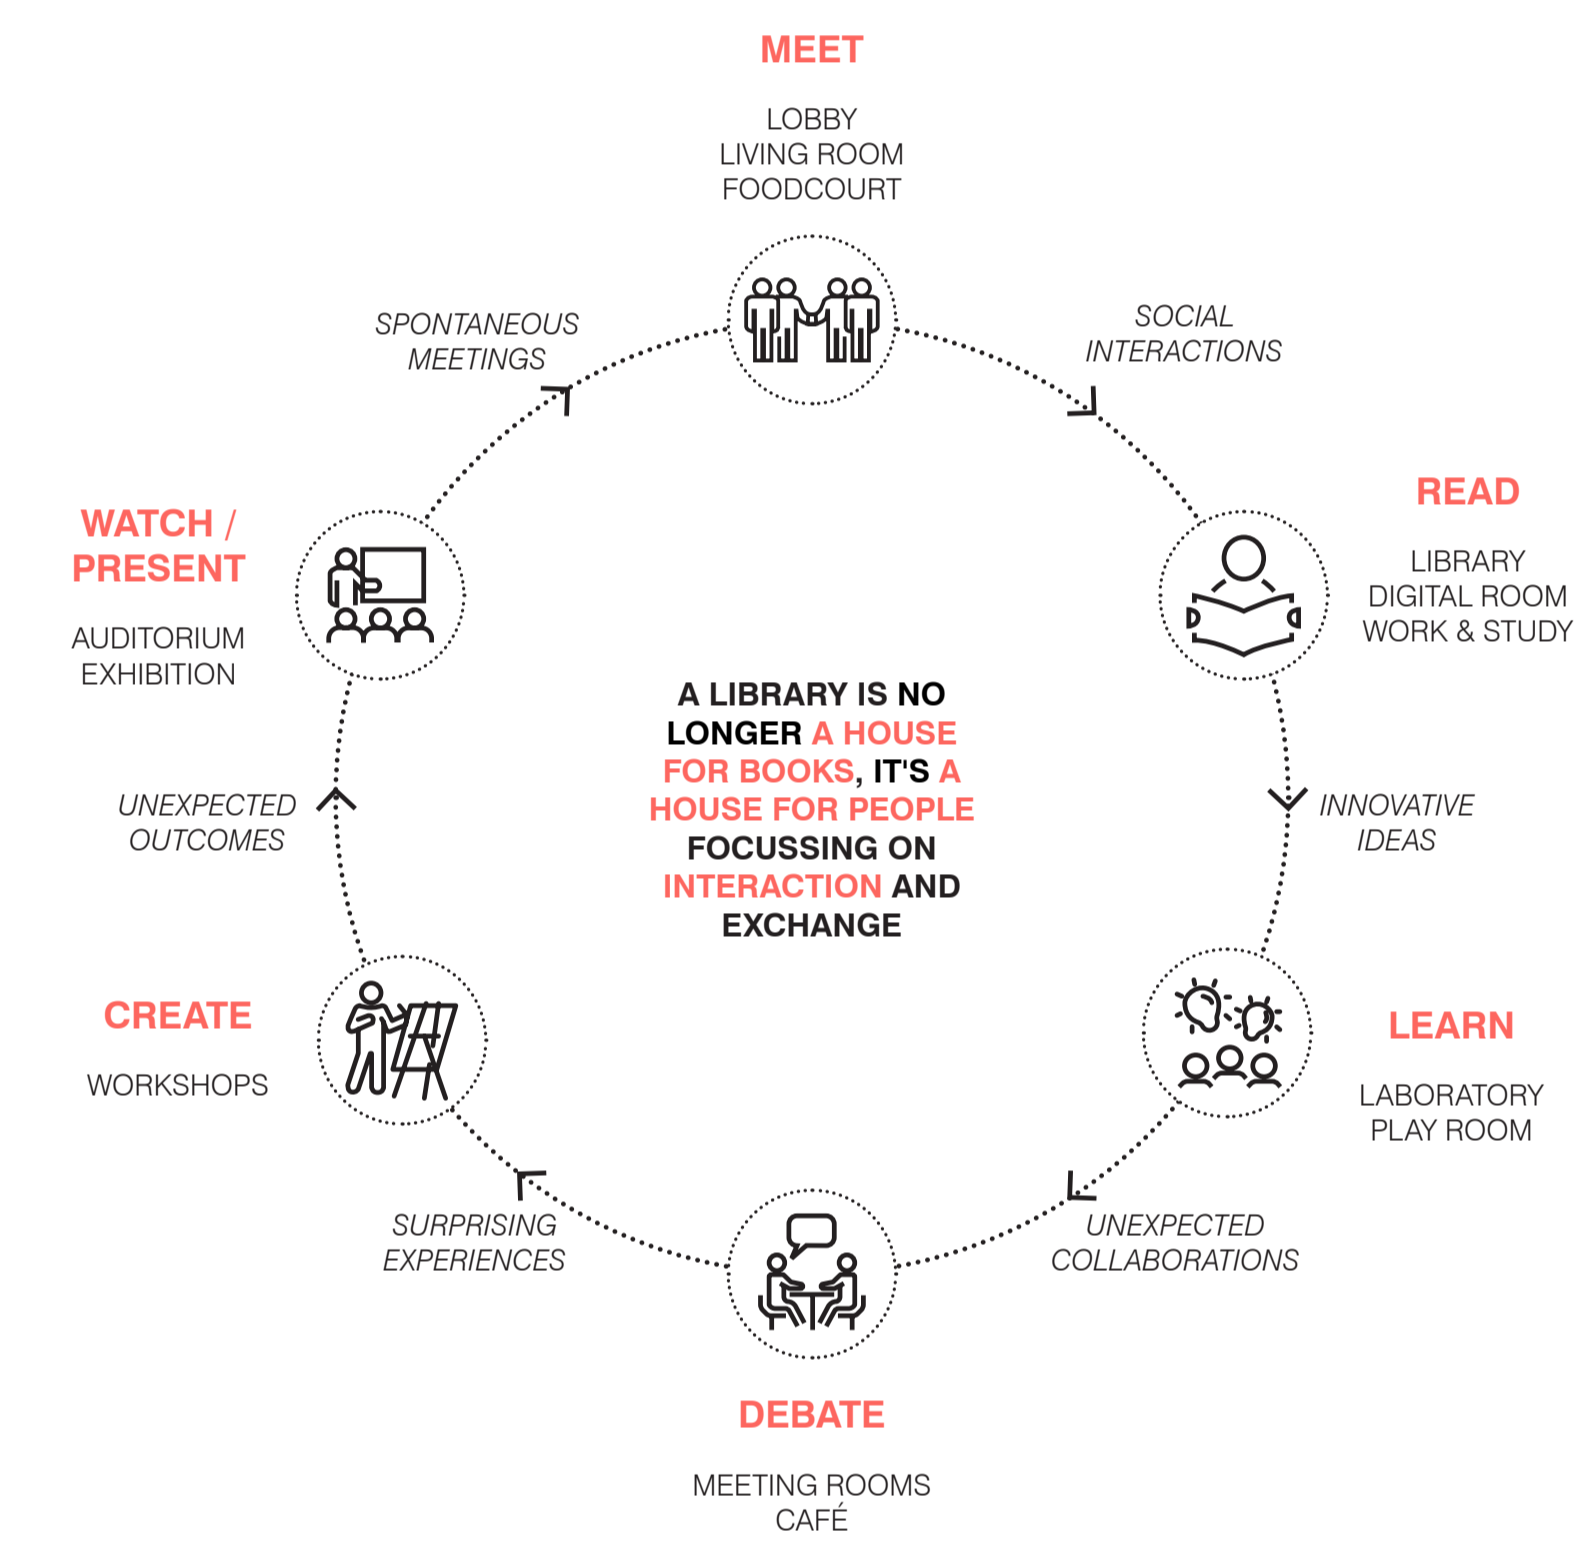 MEET
LOBBY
LIVING ROOM
FOODCOURT
SPONTANEOUS
MEETINGS
SOCIAL
INTERACTIONS
READ
LIBRARY
DIGITAL ROOM
WORK & STUDY
WATCH /
PRESENT
AUDITORIUM
EXHIBITION
A LIBRARY IS NO
LONGER A HOUSE
FOR BOOKS, IT'S A
HOUSE FOR PEOPLE
FOCUSSING ON
INTERACTION AND
EXCHANGE
UNEXPECTED
OUTCOMES
INNOVATIVE
IDEAS
CREATE
WORKSHOPS
LEARN
LABORATORY
PLAY ROOM
SURPRISING
EXPERIENCES
UNEXPECTED
COLLABORATIONS
DEBATE
MEETING ROOMS
CAFÉ